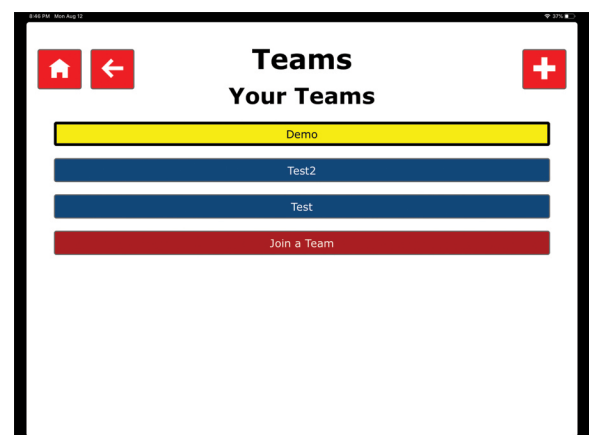 8:46 PM Mon Aug 12
37%
Teams
Your Teams
Demo
Test2
Test
Join a Team